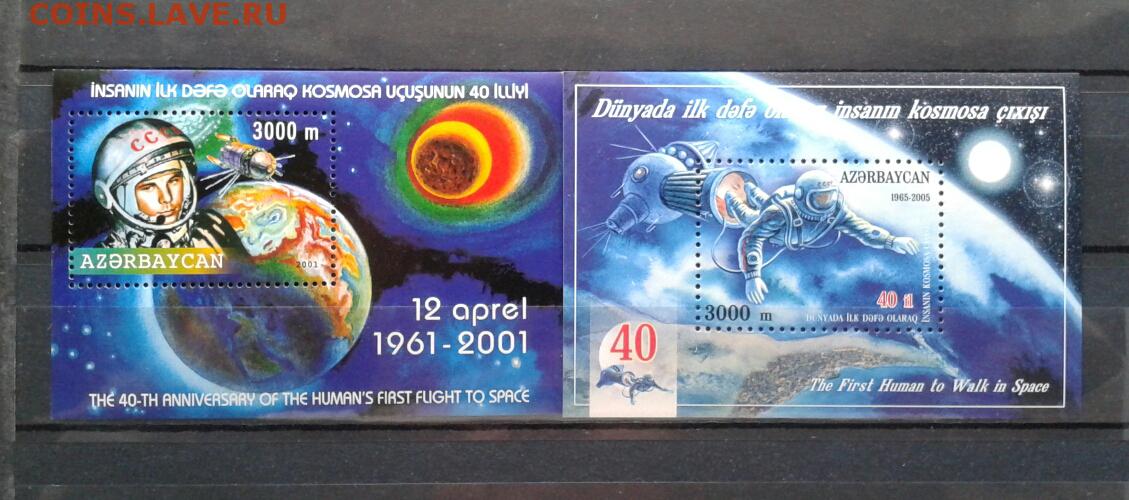 COINS.LAVE.RU
İNSANIN İLK DƏFƏ OLARAQ KOSMOSA UÇUŞUNUN 40 İLLİYİ
3000 m
CCC
AZƏRBAYCAN
2001
12 aprel
1961-2001
THE 40-TH ANNIVERSARY OF THE HUMAN'S FIRST FLIGHT TO SPACE
Dünyada ilk dəfə insanın kosmosa çıxışı
AZƏRBAYCAN
1965-2005
40 il
3000 m
DÜNYADA İLK DƏFƏ OLARAQ
İNSANIN KOSMOSA
40
The First Human to Walk in Space